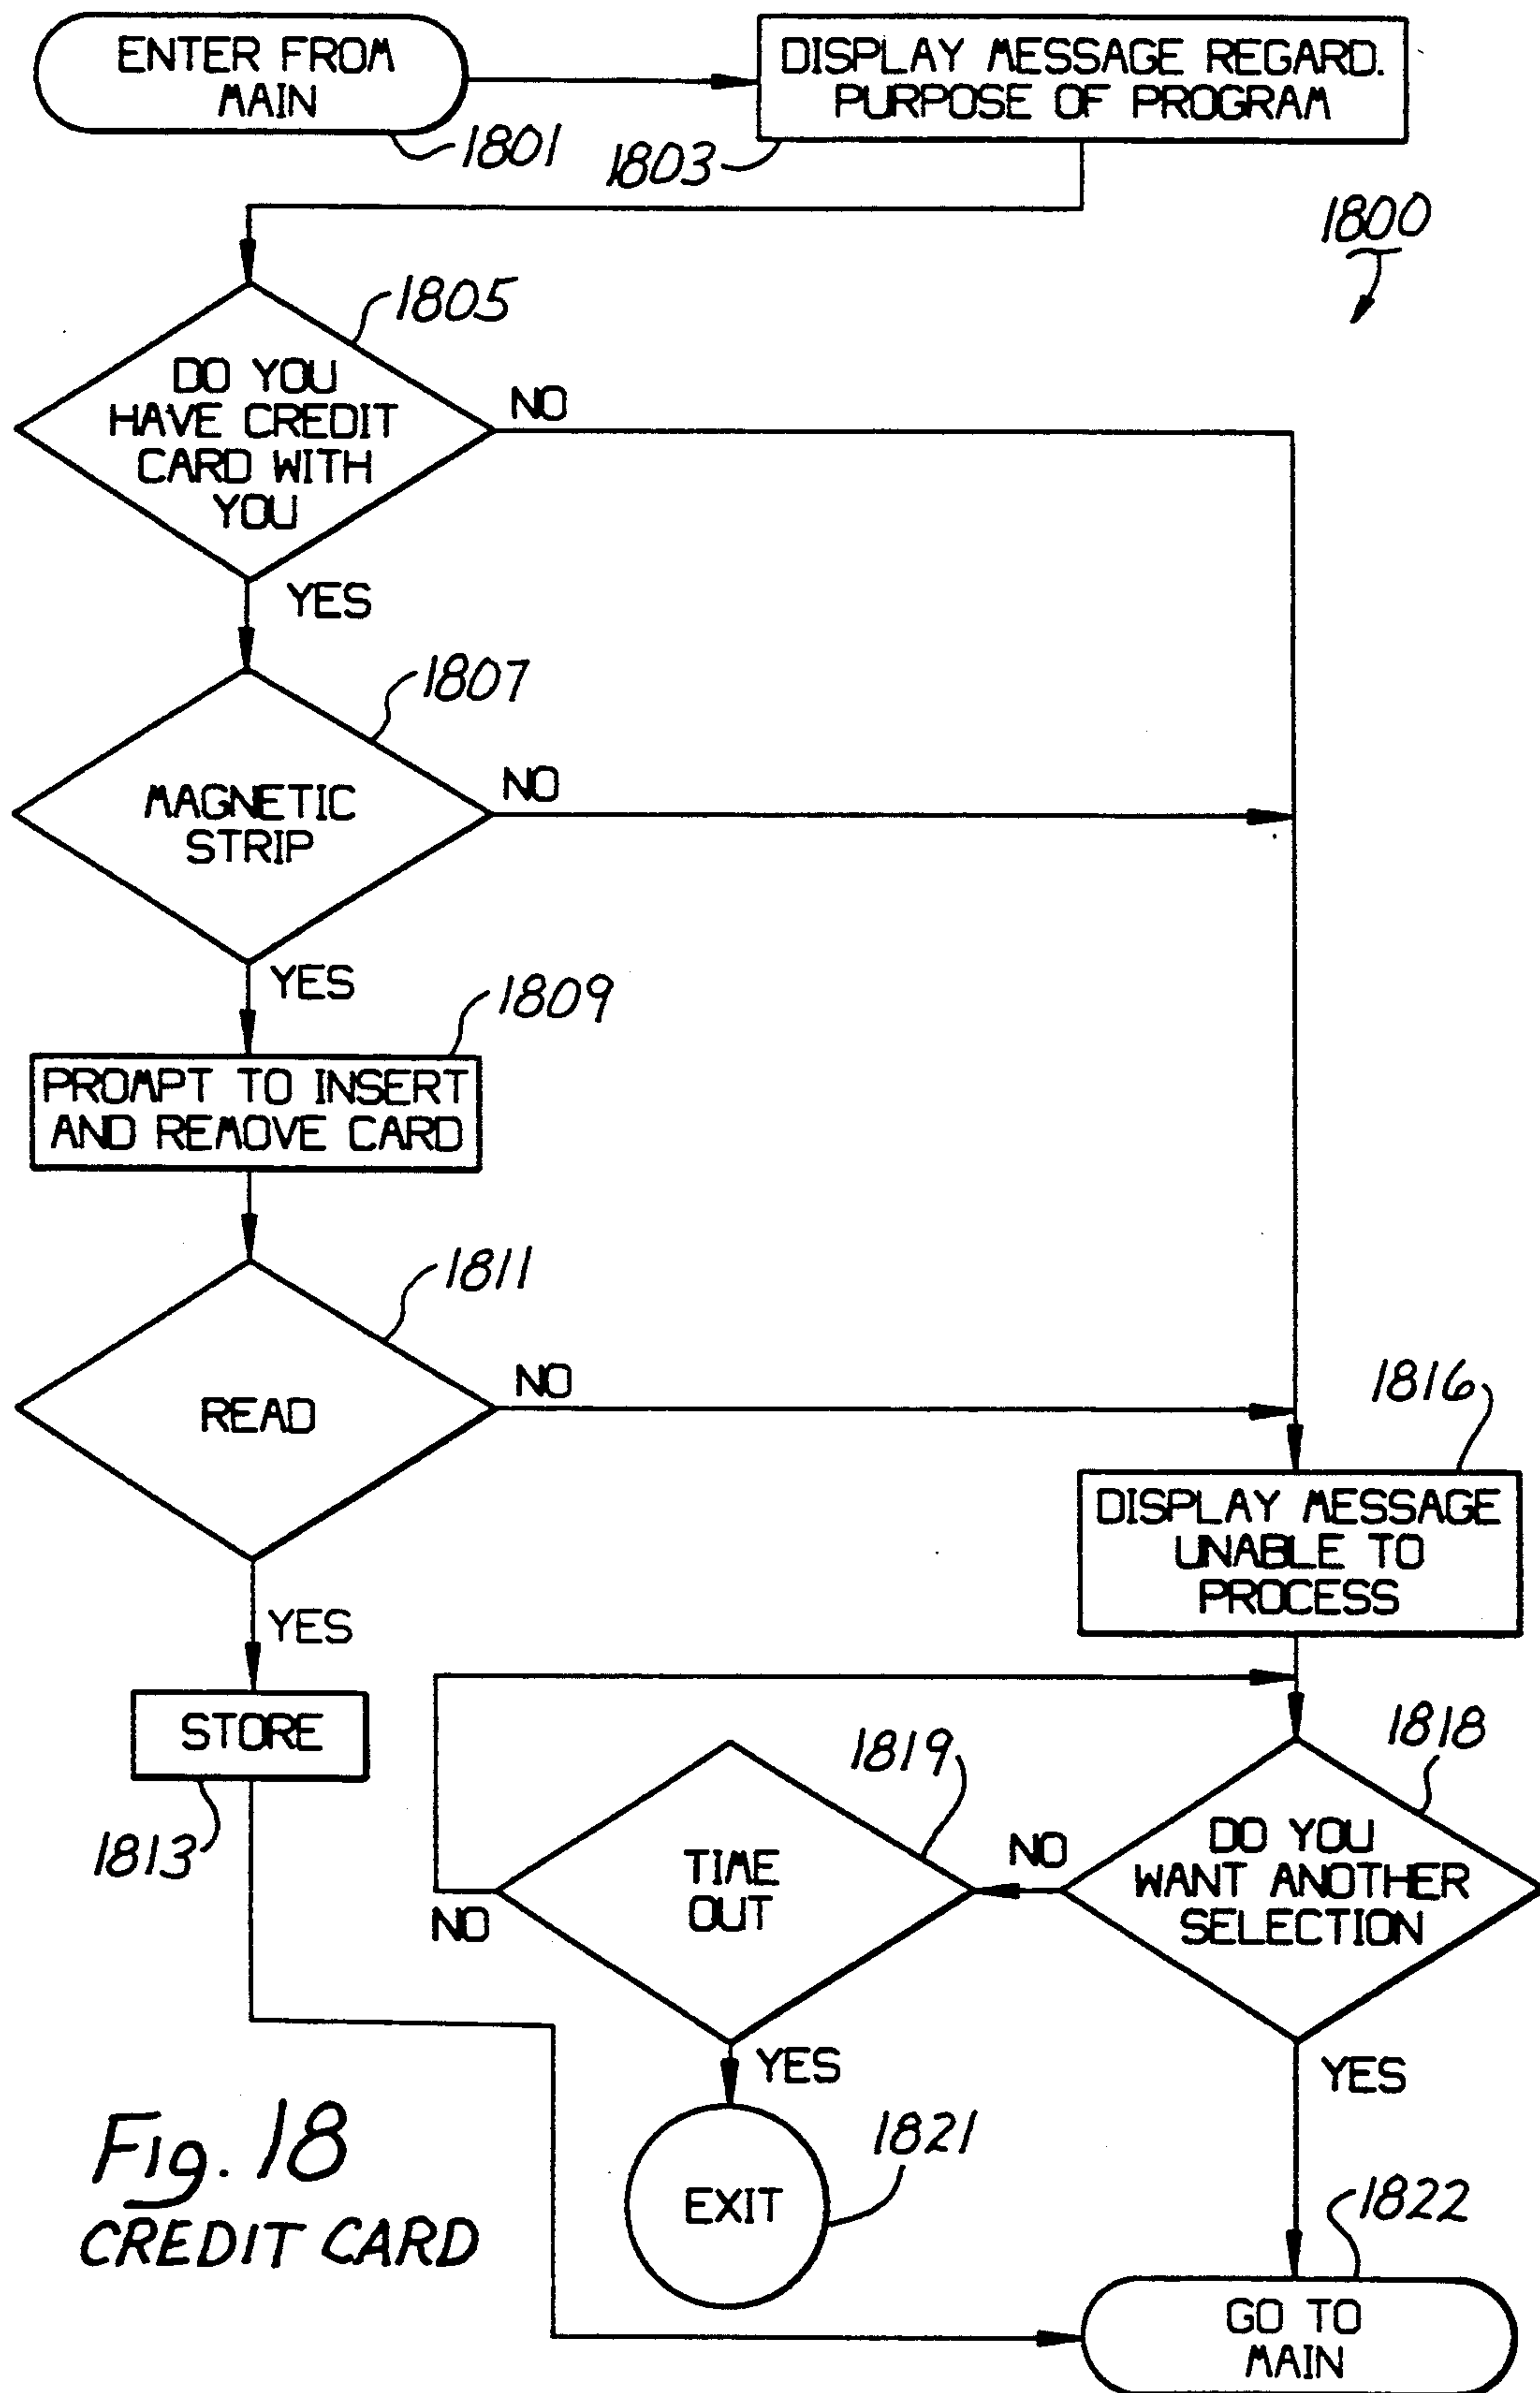 ENTER FROM
MAIN
1801
DISPLAY MESSAGE REGARD.
PURPOSE OF PROGRAM
1803
1800
1805
DO YOU
HAVE CREDIT
CARD WITH
YOU
NO
YES
1807
MAGNETIC
STRIP
NO
YES
1809
PROMPT TO INSERT
AND REMOVE CARD
1811
READ
NO
YES
1816
DISPLAY MESSAGE
UNABLE TO
PROCESS
STORE
1813
1818
DO YOU
WANT ANOTHER
SELECTION
NO
YES
1819
TIME
OUT
NO
YES
1821
EXIT
1822
GO TO
MAIN
Fig. 18
CREDIT CARD